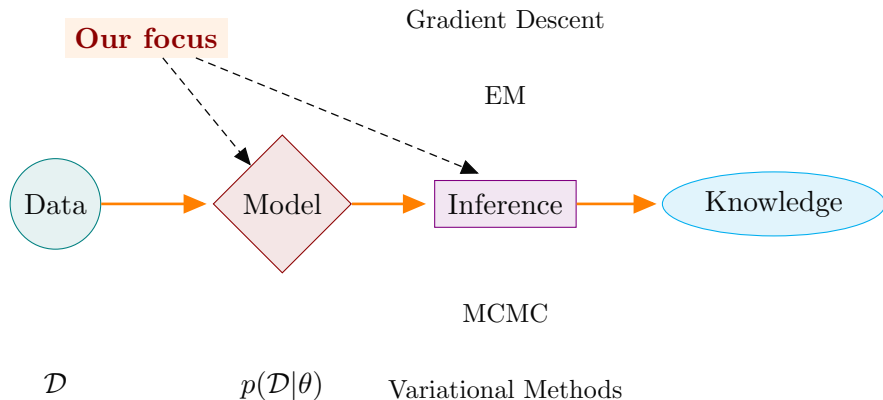 Gradient Descent
Our focus
EM
Data
Model
Inference
Knowledge
MCMC
𝒟
p(𝒟|θ)
Variational Methods